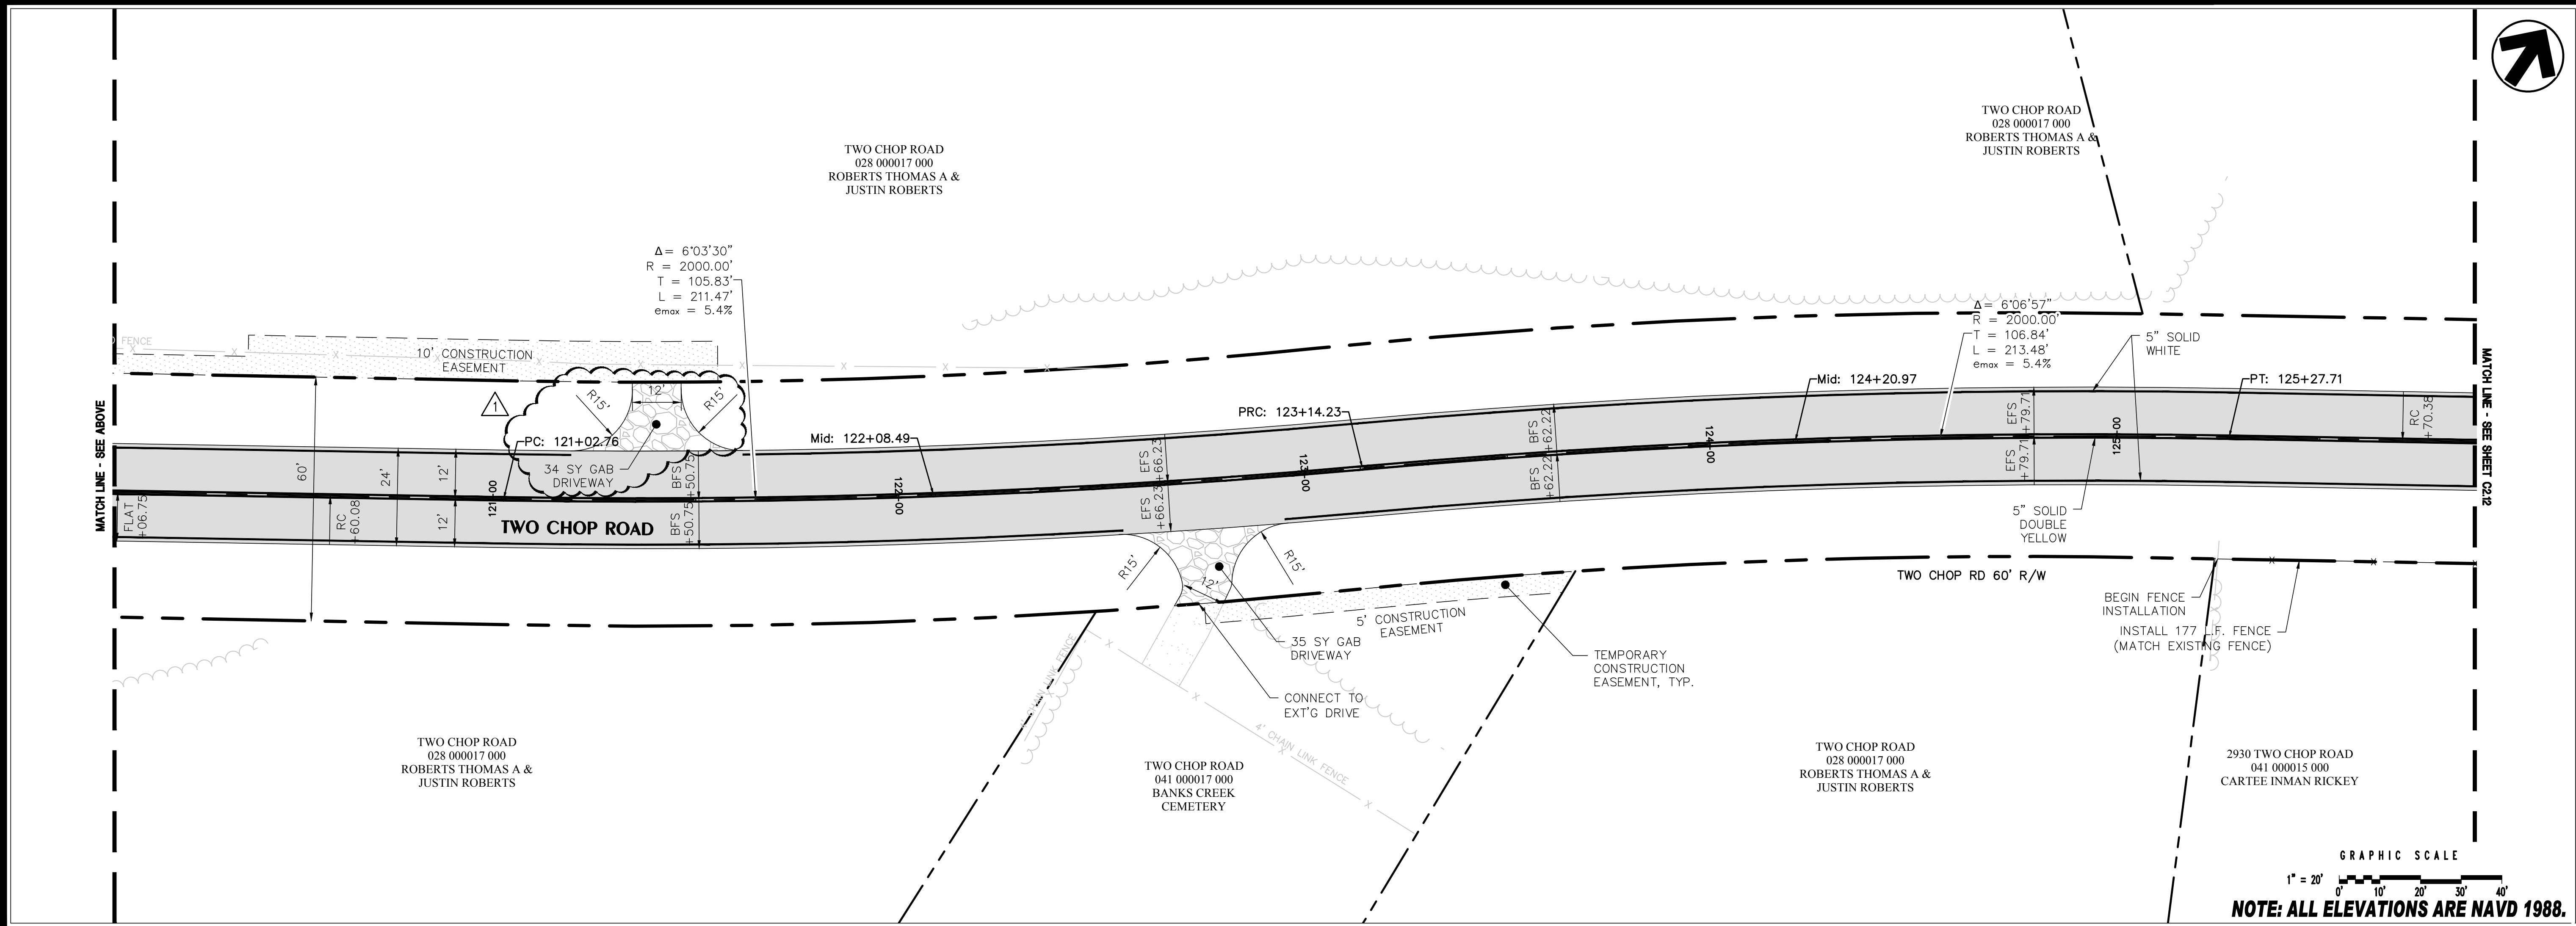 TWO CHOP ROAD
028 000017 000
ROBERTS THOMAS A &
JUSTIN ROBERTS
TWO CHOP ROAD
028 000017 000
ROBERTS THOMAS A &
JUSTIN ROBERTS
Δ= 6°03'30"
R = 2000.00'
T = 105.83'
L = 211.47'
emax = 5.4%
Δ= 6°06'57"
R = 2000.00'
T = 106.84'
L = 213.48'
emax = 5.4%
5" SOLID
WHITE
FENCE
10' CONSTRUCTION
EASEMENT
12'
R15'
R15'
1
PC: 121+02.76
34 SY GAB
DRIVEWAY
Mid: 122+08.49
PRC: 123+14.23
Mid: 124+20.97
PT: 125+27.71
MATCH LINE - SEE ABOVE
MATCH LINE - SEE SHEET C2.12
FLAT
+06.75
60'
RC
+60.08
24'
12'
12'
121+00
TWO CHOP ROAD
BFS
+50.75
BFS
+50.75
122+00
EFS
+66.23
EFS
+66.23
123+00
BFS
+62.22
BFS
+62.22
124+00
EFS
+79.71
EFS
+79.71
125+00
RC
+70.38
5" SOLID
DOUBLE
YELLOW
R15'
R15'
12'
TWO CHOP RD 60' R/W
BEGIN FENCE
INSTALLATION
INSTALL 177 L.F. FENCE
(MATCH EXISTING FENCE)
5' CONSTRUCTION
EASEMENT
35 SY GAB
DRIVEWAY
TEMPORARY
CONSTRUCTION
EASEMENT, TYP.
CONNECT TO
EXT'G DRIVE
CHAIN LINK FENCE
4' CHAIN LINK FENCE
TWO CHOP ROAD
028 000017 000
ROBERTS THOMAS A &
JUSTIN ROBERTS
TWO CHOP ROAD
041 000017 000
BANKS CREEK
CEMETERY
TWO CHOP ROAD
028 000017 000
ROBERTS THOMAS A &
JUSTIN ROBERTS
2930 TWO CHOP ROAD
041 000015 000
CARTEE INMAN RICKEY
GRAPHIC SCALE
1" = 20'
0' 10' 20' 30' 40'
NOTE: ALL ELEVATIONS ARE NAVD 1988.